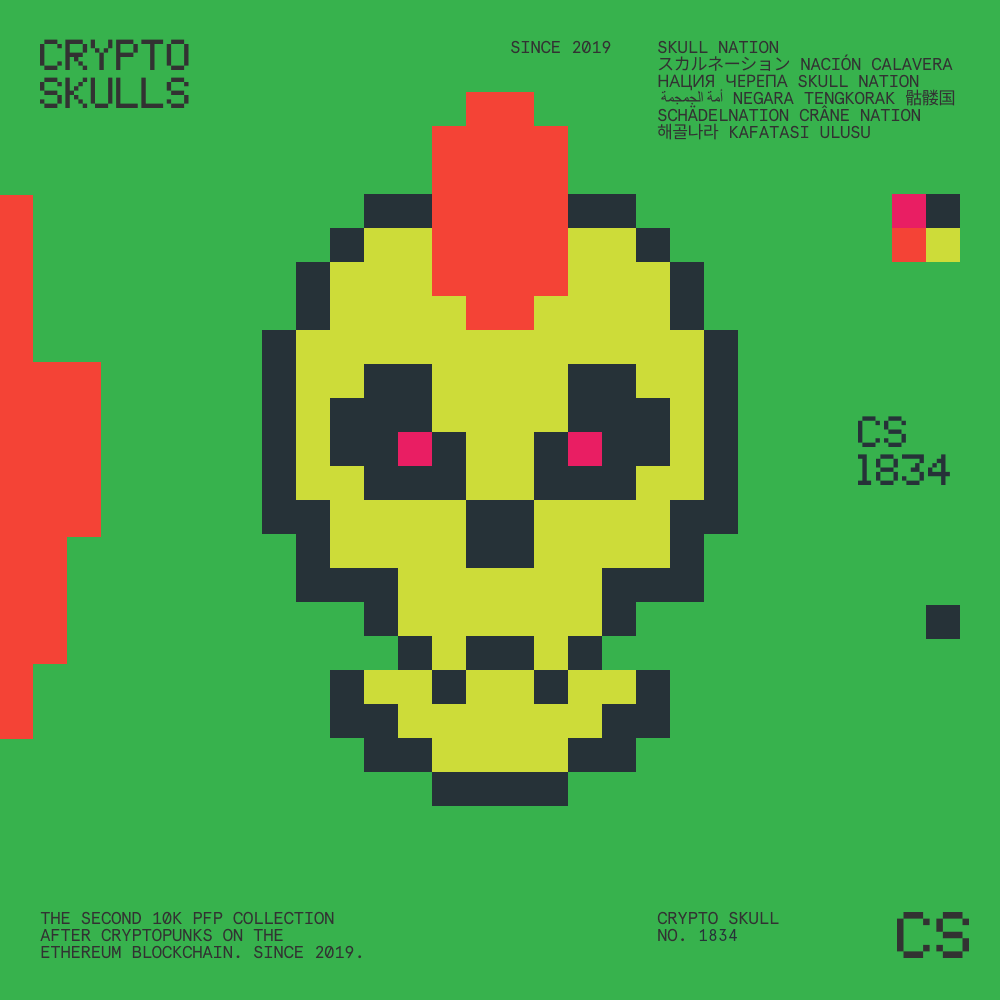 CRYPTO
SKULLS
SINCE 2019
SKULL NATION
スカルネーション NACIÓN CALAVERA
НАЦИЯ ЧЕРЕПА SKULL NATION
أمة الجمجمة NEGARA TENGKORAK 骷髅国
SCHÄDELNATION CRÂNE NATION
해골나라 KAFATASI ULUSU
CS
1834
THE SECOND 10K PFP COLLECTION
AFTER CRYPTOPUNKS ON THE
ETHEREUM BLOCKCHAIN. SINCE 2019.
CRYPTO SKULL
NO. 1834
CS